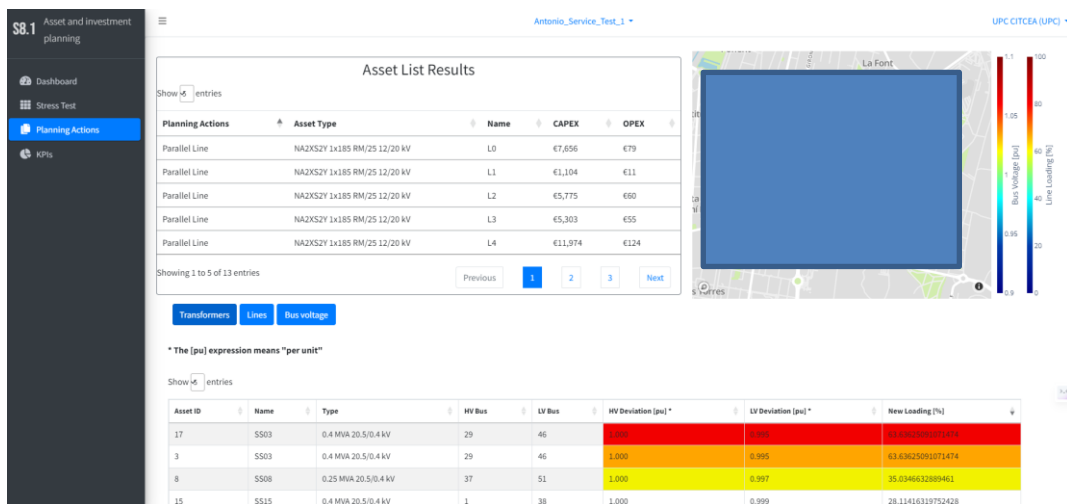 S8.1 Asset and investment planning
Antonio_Service_Test_1
UPC CITCEA (UPC)
Dashboard
Stress Test
Planning Actions
KPIs
Asset List Results
Show 5 entries
Planning Actions Asset Type Name CAPEX OPEX
Parallel Line NA2XS2Y 1x185 RM/25 12/20 kV L0 €7,656 €79
Parallel Line NA2XS2Y 1x185 RM/25 12/20 kV L1 €1,104 €11
Parallel Line NA2XS2Y 1x185 RM/25 12/20 kV L2 €5,775 €60
Parallel Line NA2XS2Y 1x185 RM/25 12/20 kV L3 €5,303 €55
Parallel Line NA2XS2Y 1x185 RM/25 12/20 kV L4 €11,974 €124
Showing 1 to 5 of 13 entries
Previous 1 2 3 Next
La Font
Torres
1.1
1.05
1
0.95
0.9
Bus Voltage [pu]
100
80
60
40
20
0
Line Loading [%]
Transformers Lines Bus voltage
* The [pu] expression means "per unit"
Show 5 entries
Asset ID Name Type HV Bus LV Bus HV Deviation [pu] * LV Deviation [pu] * New Loading [%]
17 SS03 0.4 MVA 20.5/0.4 kV 29 46 1.000 0.995 63.63625091071474
3 SS03 0.4 MVA 20.5/0.4 kV 29 46 1.000 0.995 63.63625091071474
8 SS08 0.25 MVA 20.5/0.4 kV 37 51 1.000 0.997 35.0346632889461
15 SS15 0.4 MVA 20.5/0.4 kV 1 38 1.000 0.999 28.11416319752428